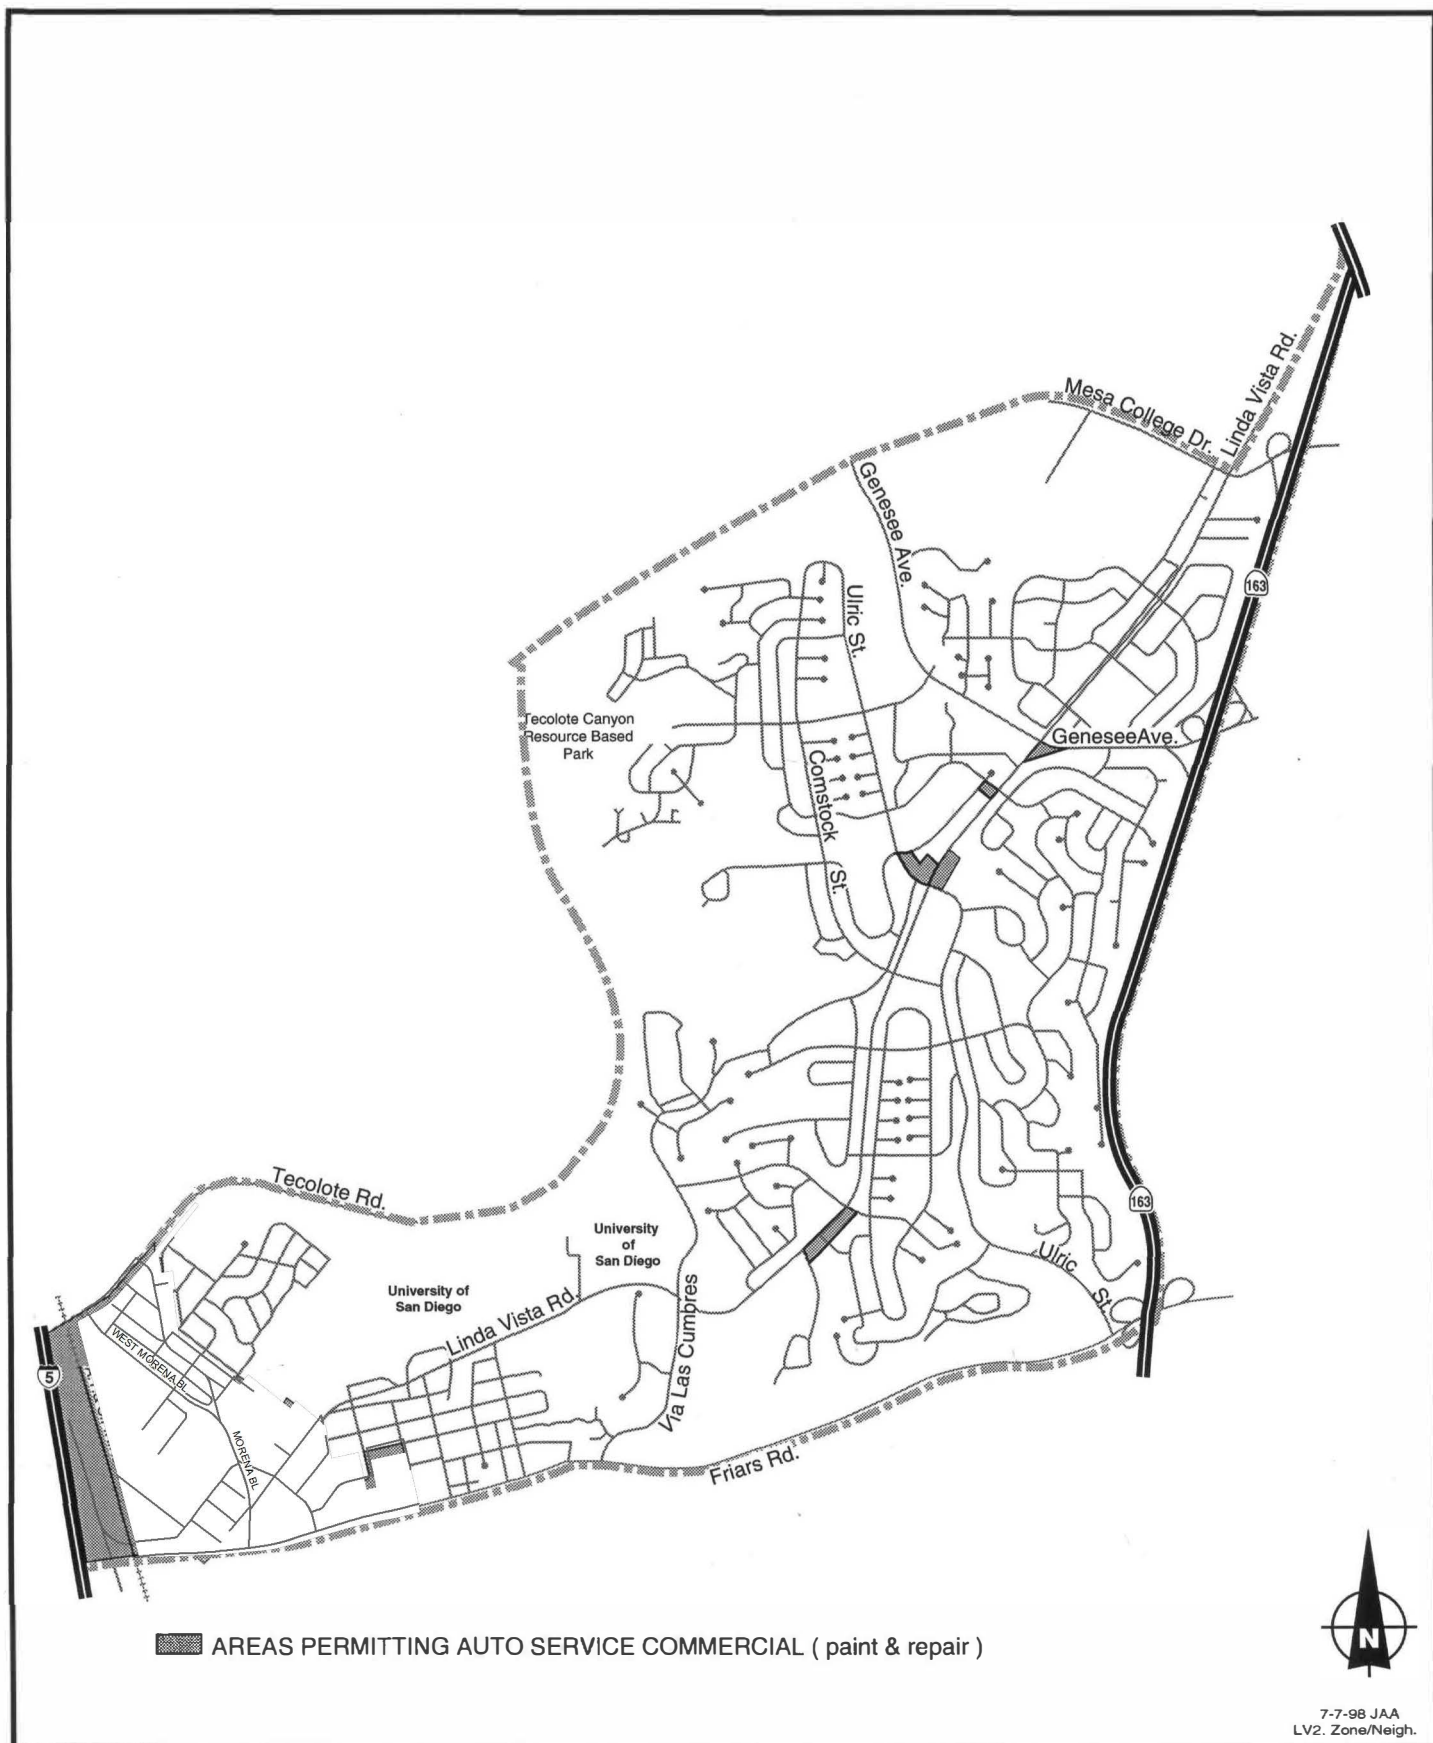 Mesa College Dr.
Linda Vista Rd.
Genesee Ave.
163
Ulric St.
Tecolote Canyon
Resource Based
Park
GeneseeAve.
Comstock
St.
Tecolote Rd.
163
University
of
San Diego
Ulric
St.
University of
San Diego
Linda Vista Rd.
Via Las Cumbres
WEST MORENA BL
5
MORENA BL
Friars Rd.
AREAS PERMITTING AUTO SERVICE COMMERCIAL ( paint & repair )
N
7-7-98 JAA
LV2. Zone/Neigh.